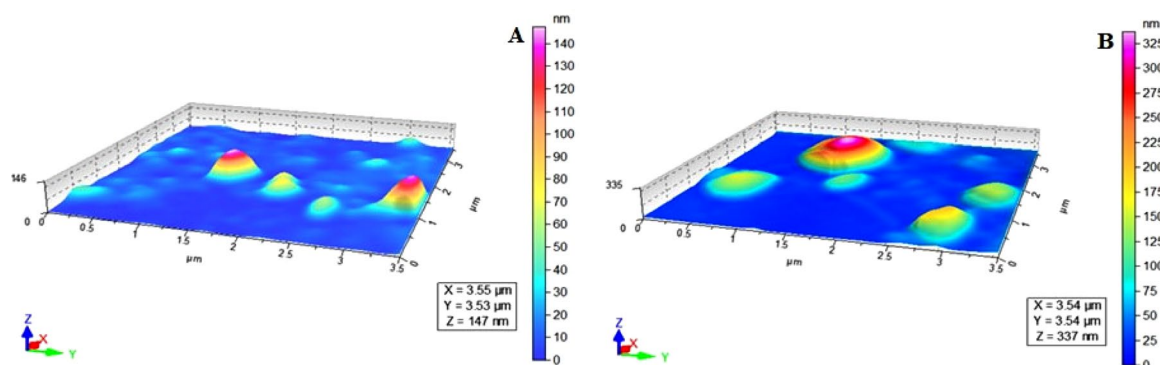 A
nm
140
130
120
110
100
90
80
70
60
50
40
30
20
10
0
146
0
0 0.5 1 1.5 2 2.5 3 3.5
µm
0 1 2 3
µm
X = 3.55 µm
Y = 3.53 µm
Z = 147 nm
Z
X
Y
B
nm
325
300
275
250
225
200
175
150
125
100
75
50
25
0
335
0
0 0.5 1 1.5 2 2.5 3 3.5
µm
0 1 2 3
µm
X = 3.54 µm
Y = 3.54 µm
Z = 337 nm
Z
X
Y